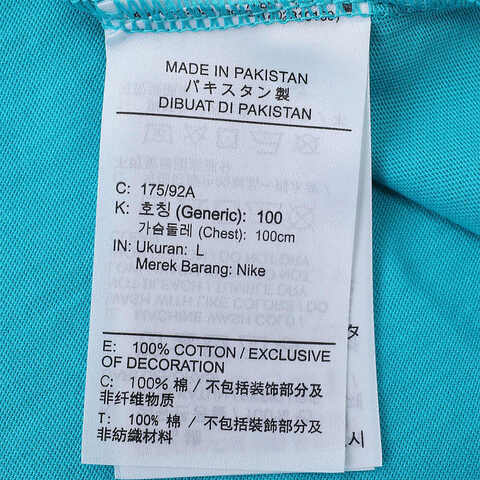 MADE IN PAKISTAN
パキスタン製
DIBUAT DI PAKISTAN
C: 175/92A
K: 호칭 (Generic): 100
가슴둘레 (Chest): 100cm
IN: Ukuran: L
Merek Barang: Nike
E: 100% COTTON / EXCLUSIVE
OF DECORATION
C: 100% 棉 / 不包括装饰部分及
非纤维物质
T: 100% 棉 / 不包括裝飾部分及
非紡織材料
タ
시